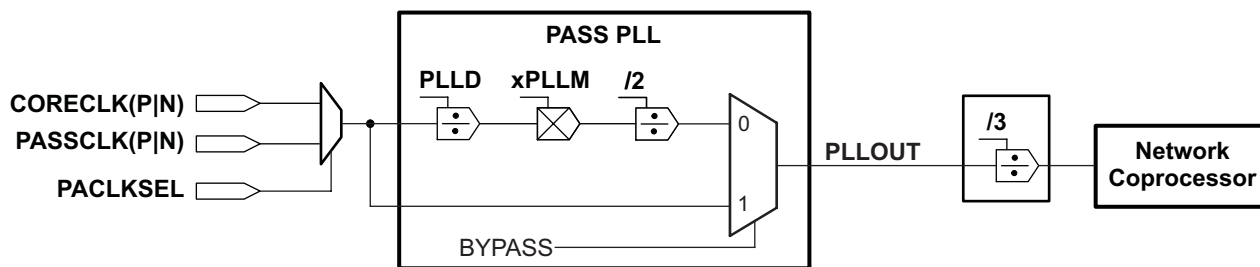 PASS PLL
PLLD
xPLLM
/2
CORECLK(P|N)
PASSCLK(P|N)
PACLKSEL
0
1
BYPASS
PLLOUT
/3
Network
Coprocessor